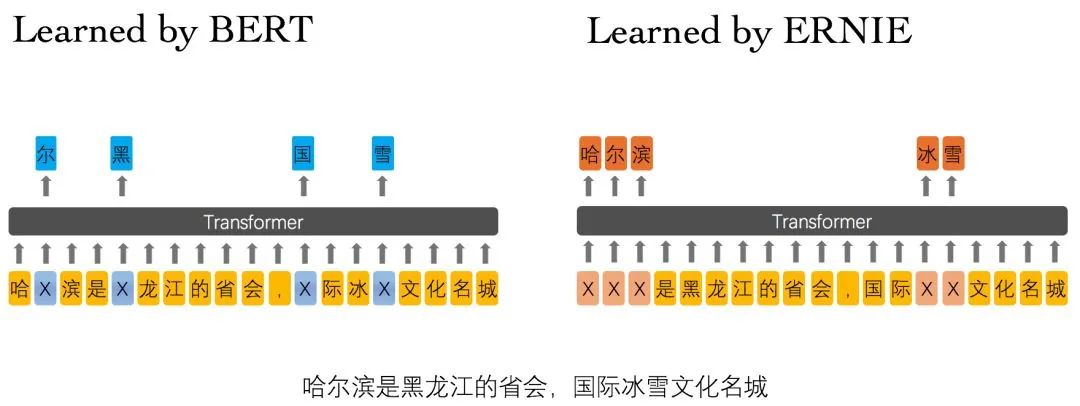 Learned by BERT
Learned by ERNIE
尔 黑 国 雪
哈 尔 滨 冰 雪
Transformer
Transformer
哈 X 滨 是 X 龙 江 的 省 会 , X 际 冰 X 文 化 名 城
X X X 是 黑 龙 江 的 省 会 , 国 际 X X 文 化 名 城
哈尔滨是黑龙江的省会，国际冰雪文化名城